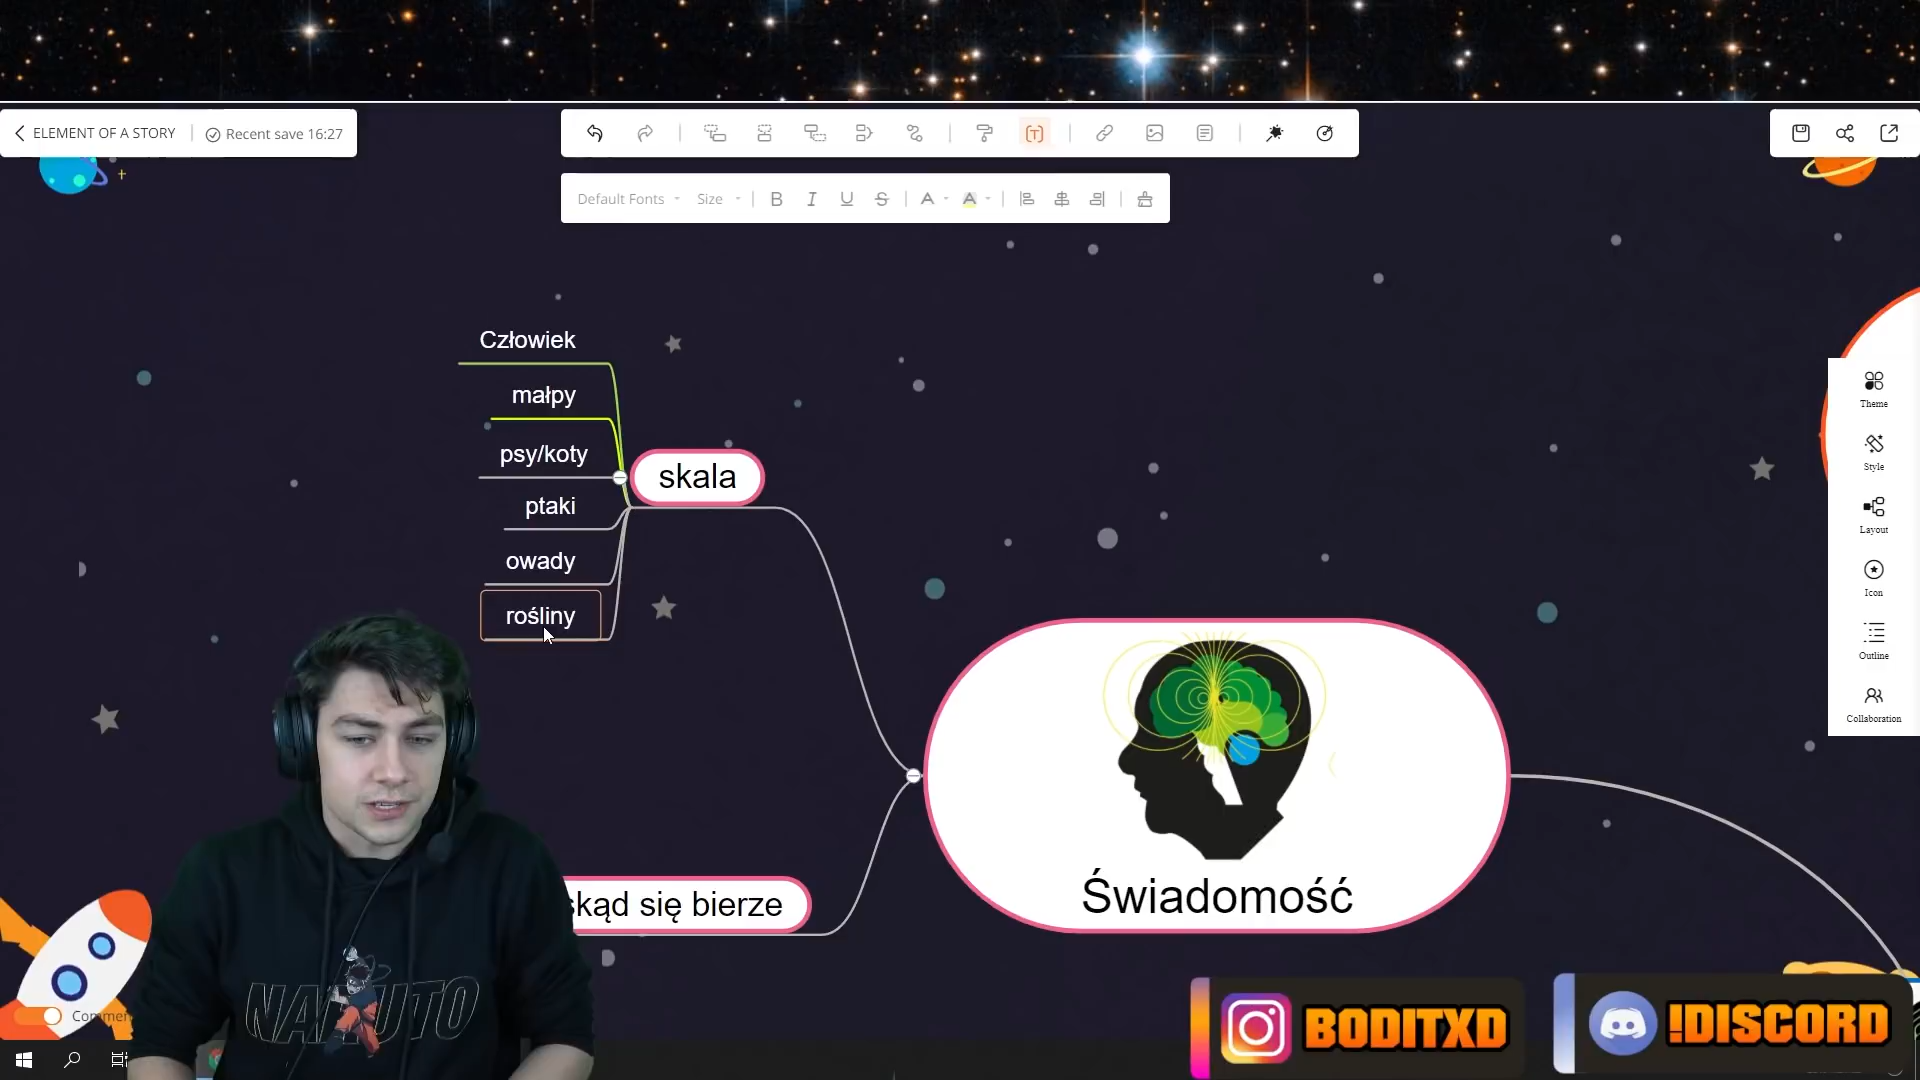 ELEMENT OF A STORY
Recent save 16:27
Default Fonts
Size
Człowiek
małpy
psy/koty
ptaki
owady
rośliny
skala
skąd się bierze
Świadomość
Theme
Style
Layout
Icon
Outline
Collaboration
NARUTO
BODITXD
!DISCORD